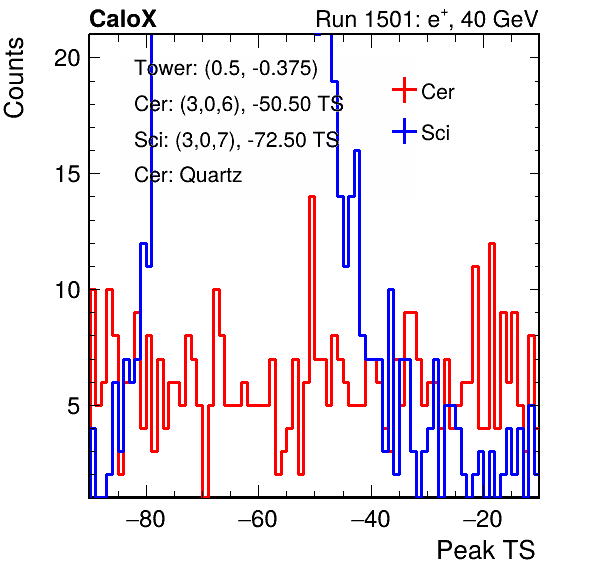 CaloX Run 1501: e+, 40 GeV
Counts
20
15
10
5
Tower: (0.5, -0.375)
Cer: (3,0,6), -50.50 TS
Sci: (3,0,7), -72.50 TS
Cer: Quartz
Cer
Sci
−80 −60 −40 −20
Peak TS